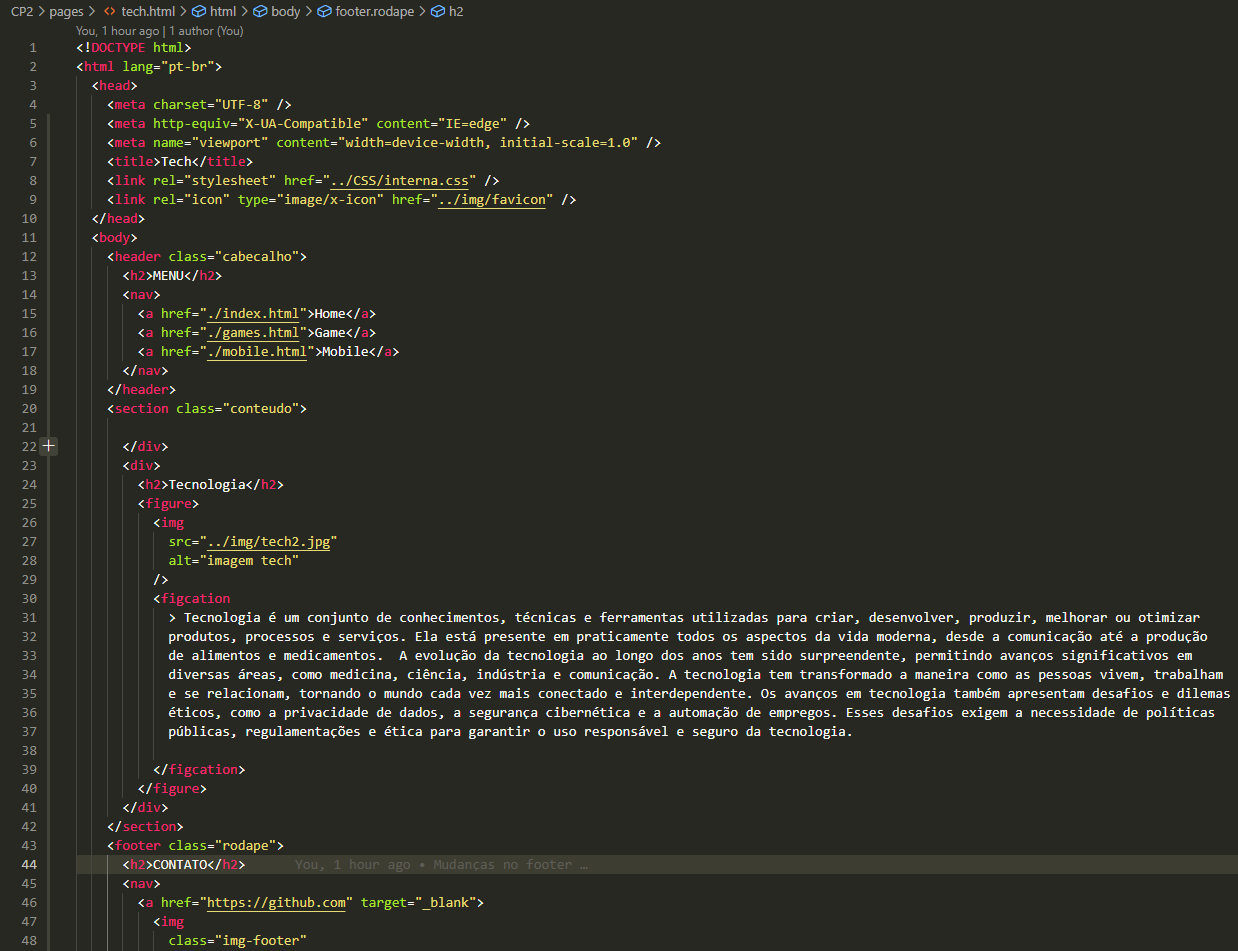 CP2 > pages > <> tech.html > html > body > footer.rodape > h2
You, 1 hour ago | 1 author (You)
1 <!DOCTYPE html>
2 <html lang="pt-br">
3 <head>
4 <meta charset="UTF-8" />
5 <meta http-equiv="X-UA-Compatible" content="IE=edge" />
6 <meta name="viewport" content="width=device-width, initial-scale=1.0" />
7 <title>Tech</title>
8 <link rel="stylesheet" href="../CSS/interna.css" />
9 <link rel="icon" type="image/x-icon" href="../img/favicon" />
10 </head>
11 <body>
12 <header class="cabecalho">
13 <h2>MENU</h2>
14 <nav>
15 <a href="./index.html">Home</a>
16 <a href="./games.html">Game</a>
17 <a href="./mobile.html">Mobile</a>
18 </nav>
19 </header>
20 <section class="conteudo">
21
22 + </div>
23 <div>
24 <h2>Tecnologia</h2>
25 <figure>
26 <img
27 src="../img/tech2.jpg"
28 alt="imagem tech"
29 />
30 <figcation
31 > Tecnologia é um conjunto de conhecimentos, técnicas e ferramentas utilizadas para criar, desenvolver, produzir, melhorar ou otimizar
32 produtos, processos e serviços. Ela está presente em praticamente todos os aspectos da vida moderna, desde a comunicação até a produção
33 de alimentos e medicamentos.  A evolução da tecnologia ao longo dos anos tem sido surpreendente, permitindo avanços significativos em
34 diversas áreas, como medicina, ciência, indústria e comunicação. A tecnologia tem transformado a maneira como as pessoas vivem, trabalham
35 e se relacionam, tornando o mundo cada vez mais conectado e interdependente. Os avanços em tecnologia também apresentam desafios e dilemas
36 éticos, como a privacidade de dados, a segurança cibernética e a automação de empregos. Esses desafios exigem a necessidade de políticas
37 públicas, regulamentações e ética para garantir o uso responsável e seguro da tecnologia.
38
39 </figcation>
40 </figure>
41 </div>
42 </section>
43 <footer class="rodape">
44 <h2>CONTATO</h2> You, 1 hour ago • Mudanças no footer …
45 <nav>
46 <a href="https://github.com" target="_blank">
47 <img
48 class="img-footer"